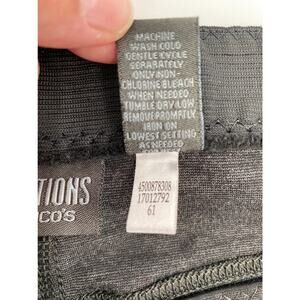 MACHINE
WASH COLD
GENTLE CYCLE
SERARATELY
ONLY NON-
CHLORINE BLEACH
WHEN NEEDED
TUMBLE DRY LOW
REMOVE PROMPTLY
IRON ON
LOWEST SETTING
AS NEEDED
4500878308
17012792
61
TIONS
CO'S